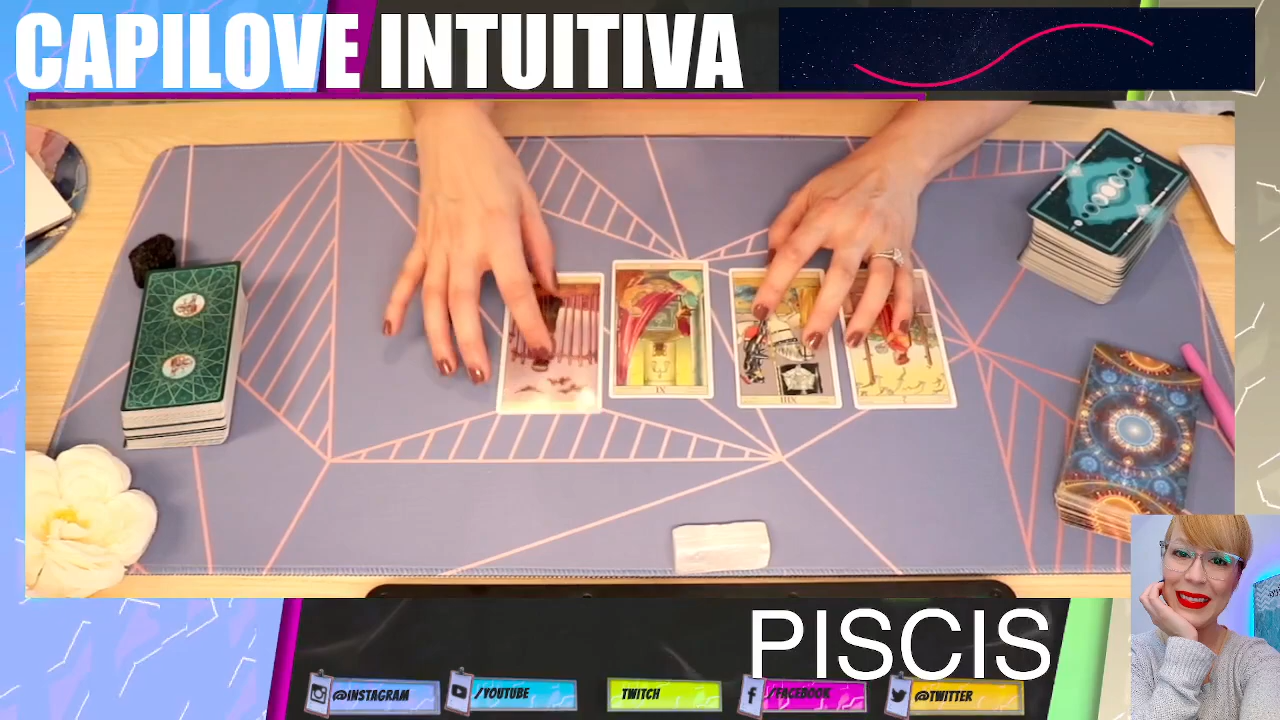 CAPILOVE INTUITIVA
PISCIS
@INSTAGRAM
/YOUTUBE
TWITCH
/FACEBOOK
@TWITTER